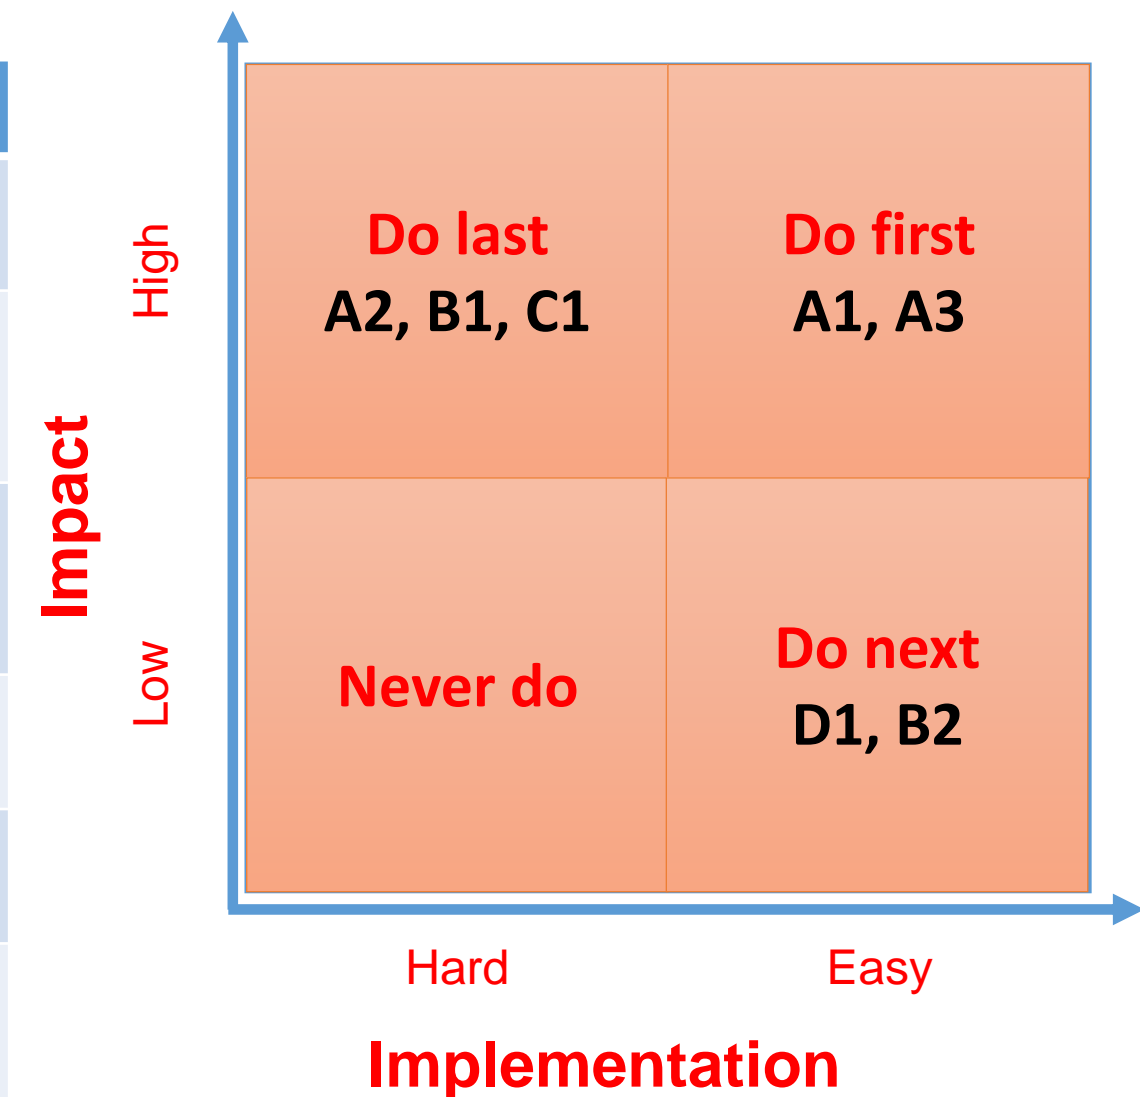 High
Do last
A2, B1, C1
Do first
A1, A3
Impact
Low
Never do
Do next
D1, B2
Hard
Easy
Implementation